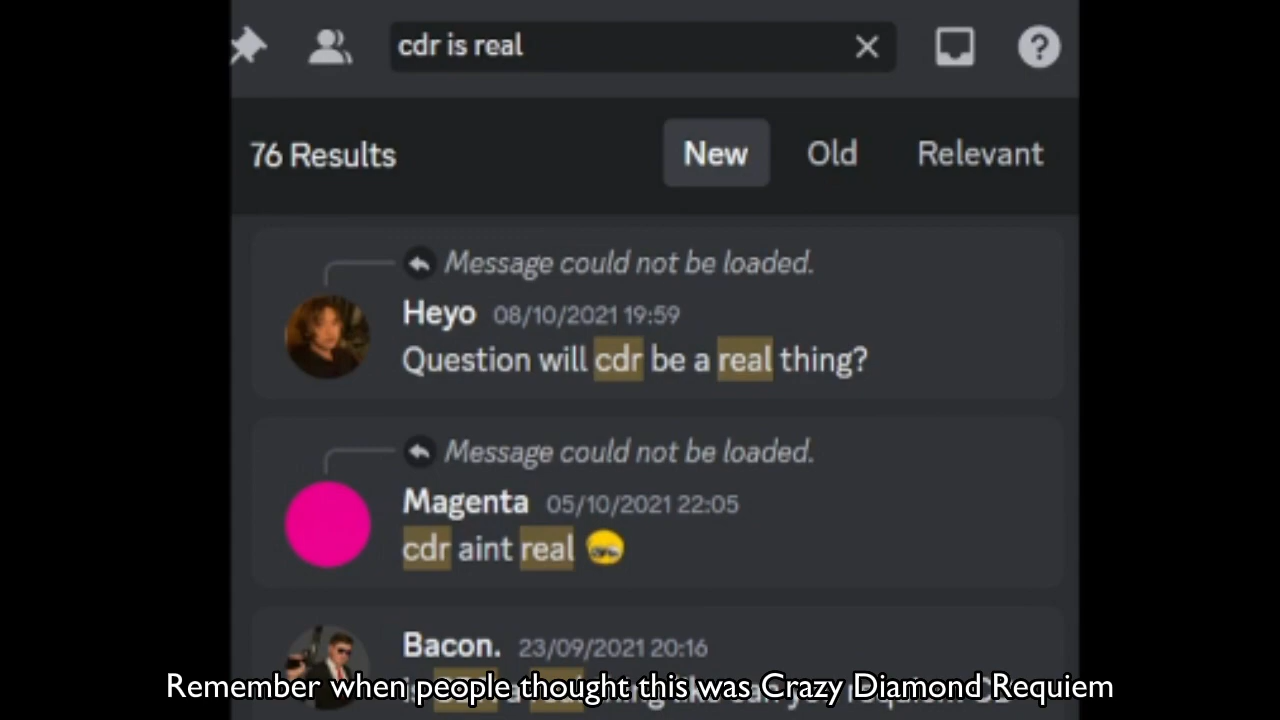 cdr is real
76 Results
New Old Relevant
Message could not be loaded.
Heyo 08/10/2021 19:59
Question will cdr be a real thing?
Message could not be loaded.
Magenta 05/10/2021 22:05
cdr aint real
Bacon. 23/09/2021 20:16
Remember when people thought this was Crazy Diamond Requiem